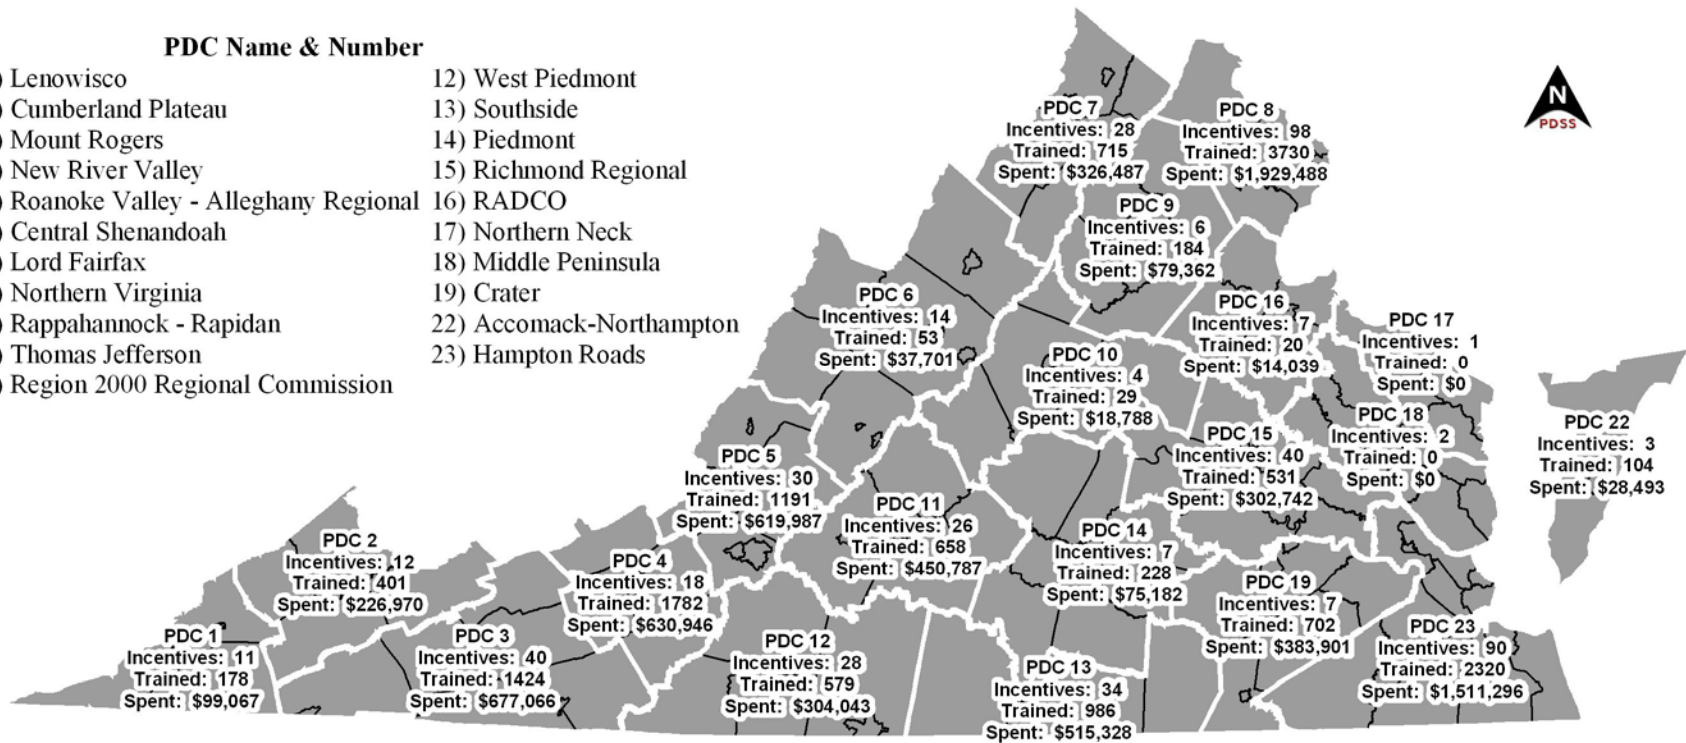 PDC Name & Number
) Lenowisco
) Cumberland Plateau
) Mount Rogers
) New River Valley
) Roanoke Valley - Alleghany Regional
) Central Shenandoah
) Lord Fairfax
) Northern Virginia
) Rappahannock - Rapidan
) Thomas Jefferson
) Region 2000 Regional Commission
12) West Piedmont
13) Southside
14) Piedmont
15) Richmond Regional
16) RADCO
17) Northern Neck
18) Middle Peninsula
19) Crater
22) Accomack-Northampton
23) Hampton Roads
N
PDSS
PDC 7
Incentives: 28
Trained: 715
Spent: $326,487
PDC 8
Incentives: 98
Trained: 3730
Spent: $1,929,488
PDC 9
Incentives: 6
Trained: 184
Spent: $79,362
PDC 6
Incentives: 14
Trained: 53
Spent: $37,701
PDC 16
Incentives: 7
Trained: 20
Spent: $14,039
PDC 17
Incentives: 1
Trained: 0
Spent: $0
PDC 10
Incentives: 4
Trained: 29
Spent: $18,788
PDC 18
Incentives: 2
Trained: 0
Spent: $0
PDC 22
Incentives: 3
Trained: 104
Spent: $28,493
PDC 15
Incentives: 40
Trained: 531
Spent: $302,742
PDC 5
Incentives: 30
Trained: 1191
Spent: $619,987
PDC 11
Incentives: 26
Trained: 658
Spent: $450,787
PDC 14
Incentives: 7
Trained: 228
Spent: $75,182
PDC 2
Incentives: 12
Trained: 401
Spent: $226,970
PDC 4
Incentives: 18
Trained: 1782
Spent: $630,946
PDC 19
Incentives: 7
Trained: 702
Spent: $383,901
PDC 1
Incentives: 11
Trained: 178
Spent: $99,067
PDC 3
Incentives: 40
Trained: 1424
Spent: $677,066
PDC 12
Incentives: 28
Trained: 579
Spent: $304,043
PDC 13
Incentives: 34
Trained: 986
Spent: $515,328
PDC 23
Incentives: 90
Trained: 2320
Spent: $1,511,296